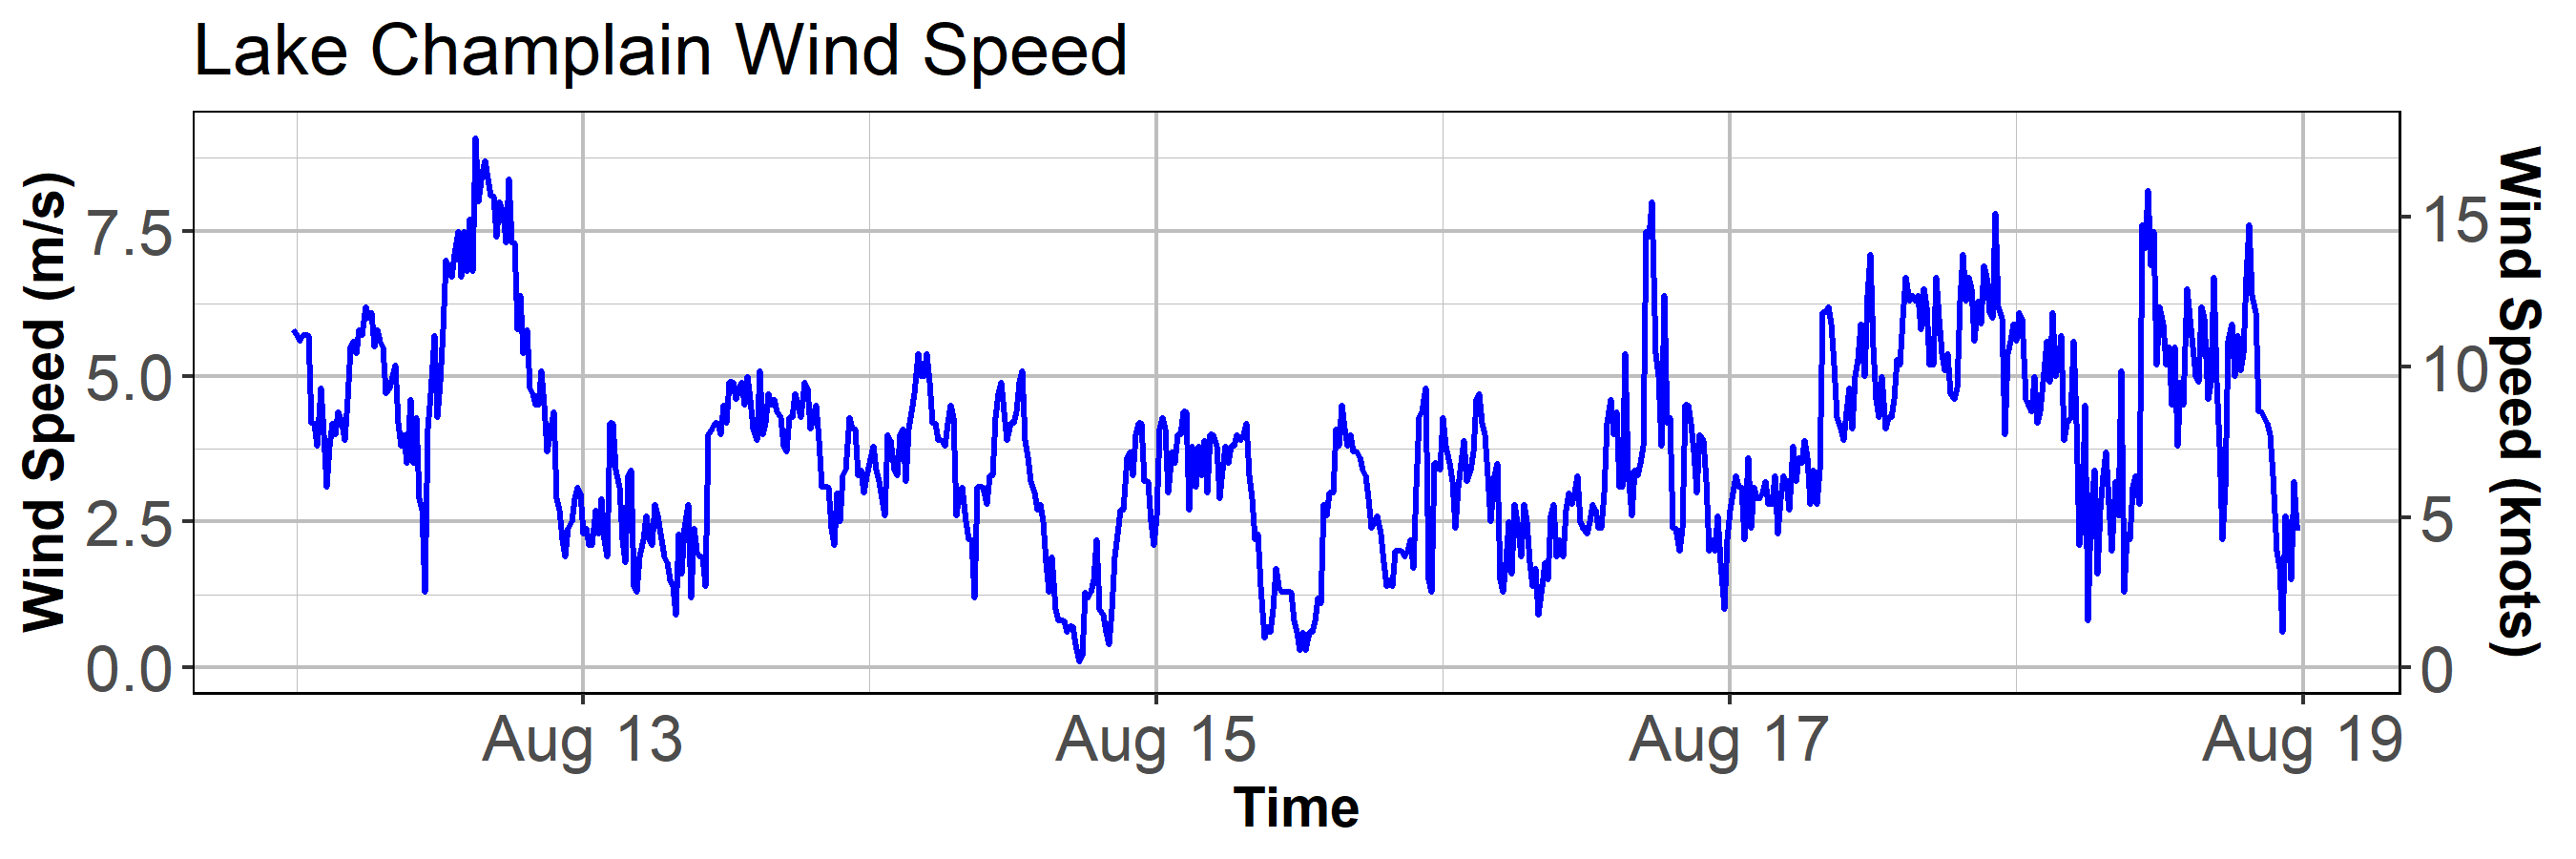 Lake Champlain Wind Speed
Wind Speed (m/s)
7.5
5.0
2.5
0.0
15
10
5
0
Wind Speed (knots)
Aug 13 Aug 15 Aug 17 Aug 19
Time